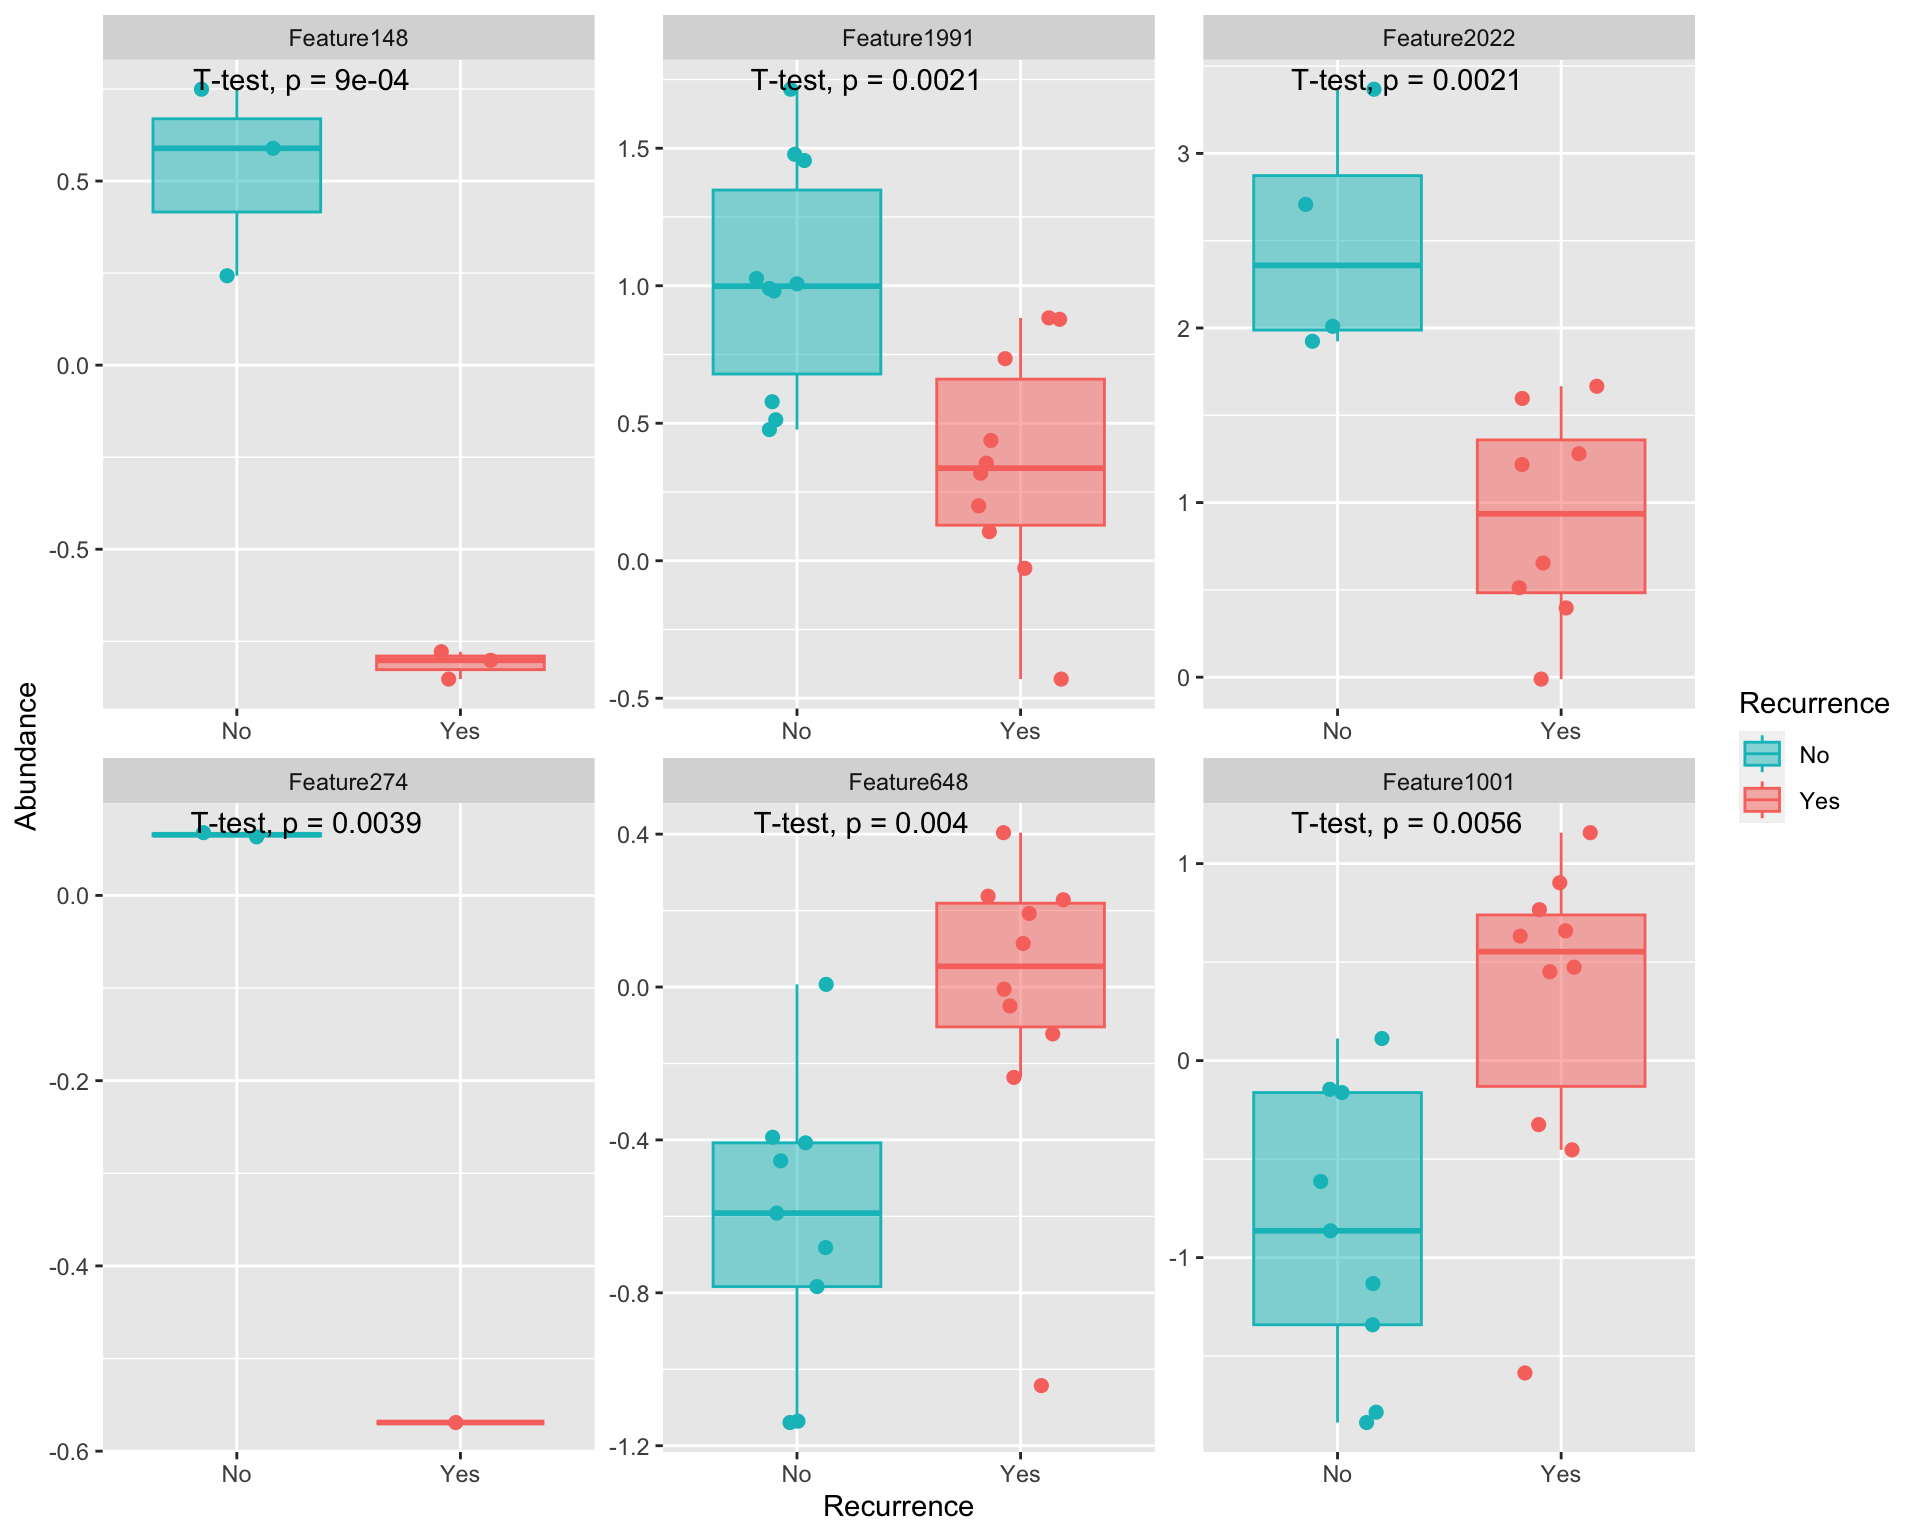 Feature148
Feature1991
Feature2022
T-test, p = 9e-04
T-test, p = 0.0021
T-test, p = 0.0021
0.5
0.0
-0.5
1.5
1.0
0.5
0.0
-0.5
3
2
1
0
No
Yes
No
Yes
No
Yes
Feature274
Feature648
Feature1001
T-test, p = 0.0039
T-test, p = 0.004
T-test, p = 0.0056
0.0
-0.2
-0.4
-0.6
0.4
0.0
-0.4
-0.8
-1.2
1
0
-1
No
Yes
No
Yes
No
Yes
Abundance
Recurrence
Recurrence
No
Yes